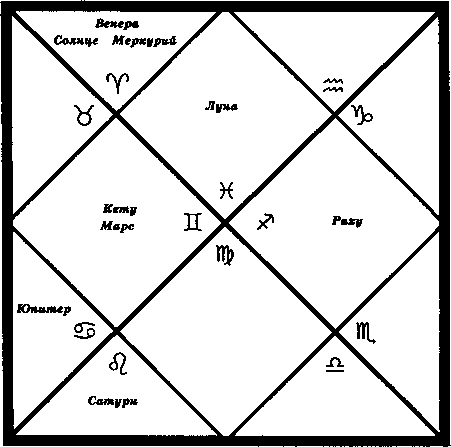 Венера
Солнце Меркурий
♈
♉
Луна
♒
♑
♓
Кету
Марс
♊
♐
Раху
♍
Юпитер
♋
♌
Сатурн
♏
♎